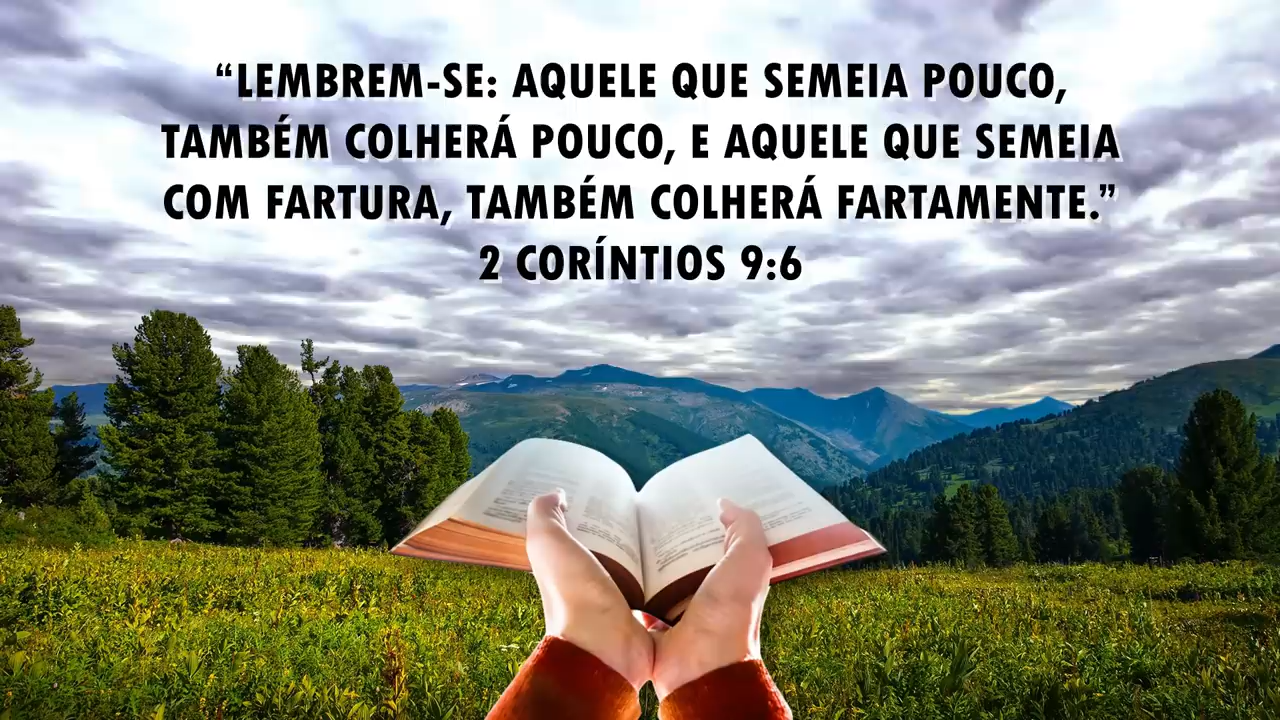 “LEMBREM-SE: AQUELE QUE SEMEIA POUCO,
TAMBÉM COLHERÁ POUCO, E AQUELE QUE SEMEIA
COM FARTURA, TAMBÉM COLHERÁ FARTAMENTE.”
2 CORÍNTIOS 9:6